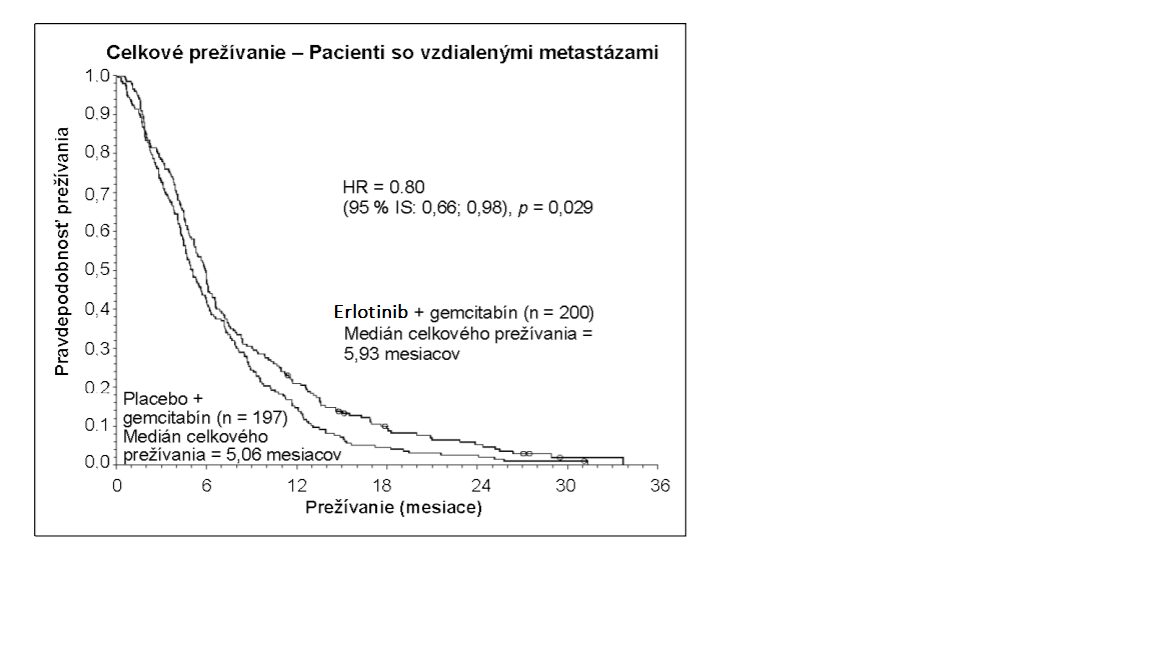 Celkové prežívanie – Pacienti so vzdialenými metastázami
Pravdepodobnosť prežívania
1.0
0.9
0,8
0,7
0.6
0,5
0.4
0.3
0.2
0.1
0.0
HR = 0.80
(95 % IS: 0,66; 0,98), p = 0,029
Erlotinib + gemcitabín (n = 200)
Medián celkového prežívania =
5,93 mesiacov
Placebo +
gemcitabín (n = 197)
Medián celkového
prežívania = 5,06 mesiacov
0 6 12 18 24 30 36
Prežívanie (mesiace)